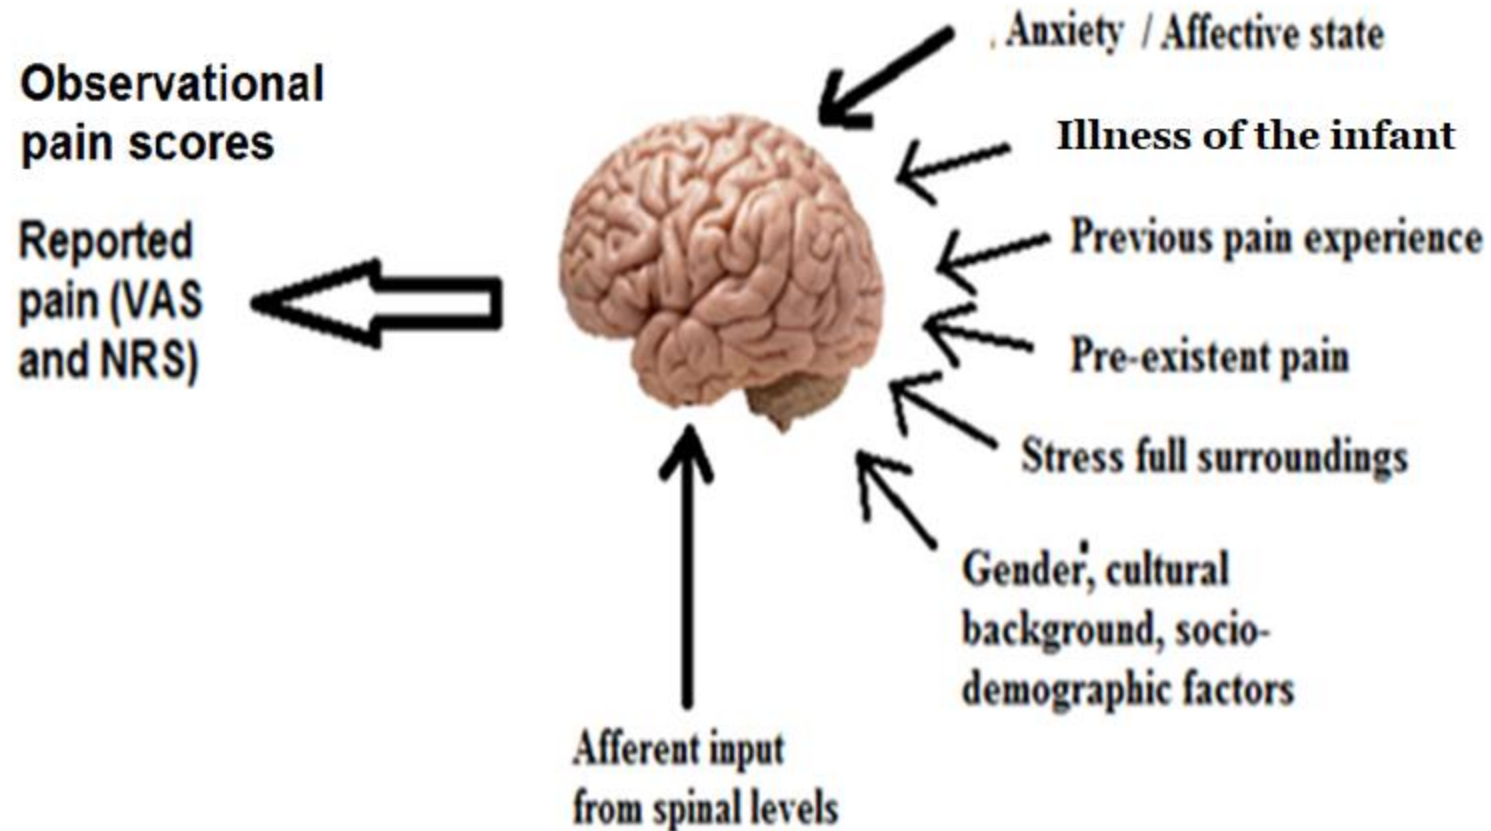 Observational
pain scores
Reported
pain (VAS
and NRS)
Anxiety / Affective state
Illness of the infant
Previous pain experience
Pre-existent pain
Stress full surroundings
Gender, cultural
background, socio-
demographic factors
Afferent input
from spinal levels